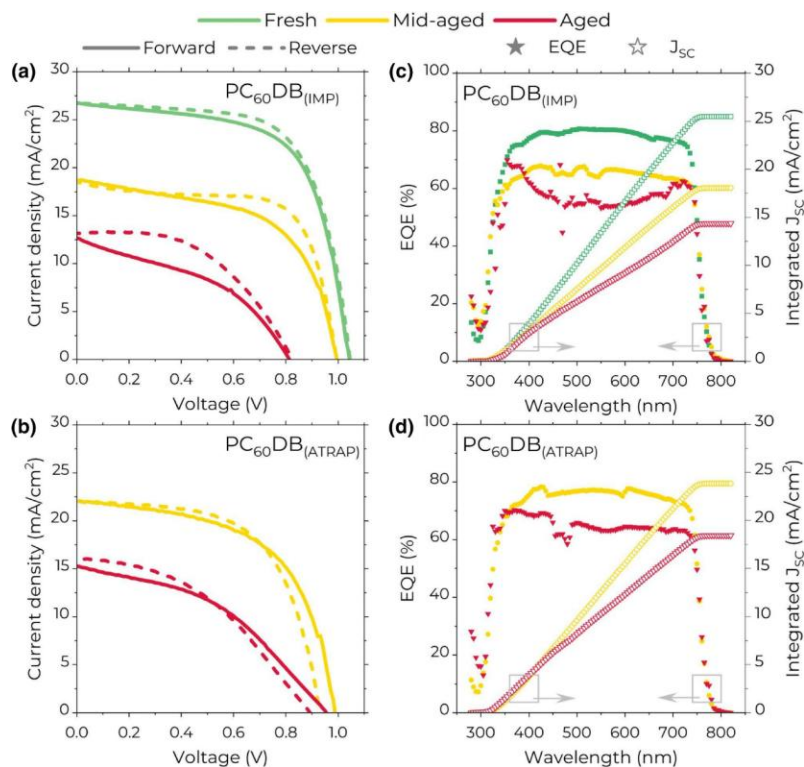 Fresh Mid-aged Aged
Forward Reverse EQE J_SC
(a)
PC60DB(IMP)
30
25
20
15
10
5
0
Current density (mA/cm²)
0.0 0.2 0.4 0.6 0.8 1.0
Voltage (V)
(c)
PC60DB(IMP)
100
80
60
40
20
0
EQE (%)
30
25
20
15
10
5
0
Integrated J_SC (mA/cm²)
300 400 500 600 700 800
Wavelength (nm)
(b)
PC60DB(ATRAP)
30
25
20
15
10
5
0
Current density (mA/cm²)
0.0 0.2 0.4 0.6 0.8 1.0
Voltage (V)
(d)
PC60DB(ATRAP)
100
80
60
40
20
0
EQE (%)
30
25
20
15
10
5
0
Integrated J_SC (mA/cm²)
300 400 500 600 700 800
Wavelength (nm)